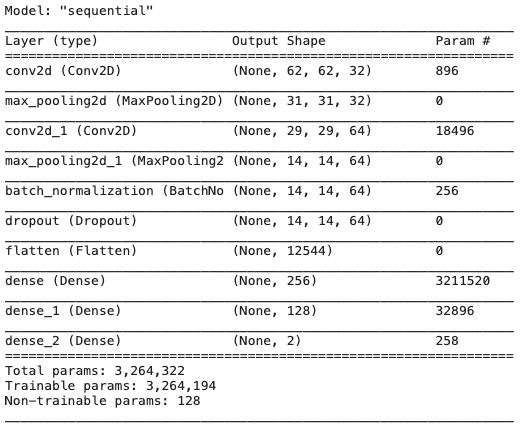 Model: "sequential"
Layer (type) Output Shape Param #
conv2d (Conv2D) (None, 62, 62, 32) 896
max_pooling2d (MaxPooling2D) (None, 31, 31, 32) 0
conv2d_1 (Conv2D) (None, 29, 29, 64) 18496
max_pooling2d_1 (MaxPooling2 (None, 14, 14, 64) 0
batch_normalization (BatchNo (None, 14, 14, 64) 256
dropout (Dropout) (None, 14, 14, 64) 0
flatten (Flatten) (None, 12544) 0
dense (Dense) (None, 256) 3211520
dense_1 (Dense) (None, 128) 32896
dense_2 (Dense) (None, 2) 258
Total params: 3,264,322
Trainable params: 3,264,194
Non-trainable params: 128